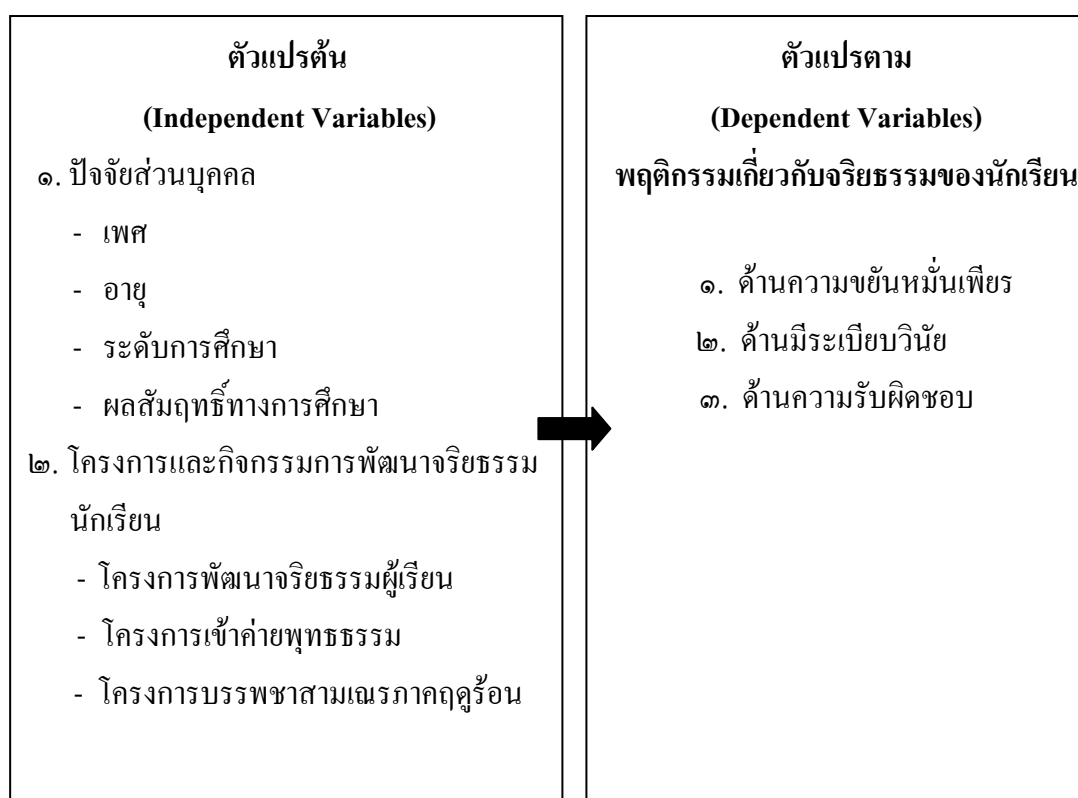 ตัวแปรต้น
(Independent Variables)
๑. ปัจจัยส่วนบุคคล
- เพศ
- อายุ
- ระดับการศึกษา
- ผลสัมฤทธิ์ทางการศึกษา
๒. โครงการและกิจกรรมการพัฒนาจริยธรรม
นักเรียน
- โครงการพัฒนาจริยธรรมผู้เรียน
- โครงการเข้าค่ายพุทธธรรม
- โครงการบรรพชาสามเณรภาคฤดูร้อน
ตัวแปรตาม
(Dependent Variables)
พฤติกรรมเกี่ยวกับจริยธรรมของนักเรียน
๑. ด้านความขยันหมั่นเพียร
๒. ด้านมีระเบียบวินัย
๓. ด้านความรับผิดชอบ